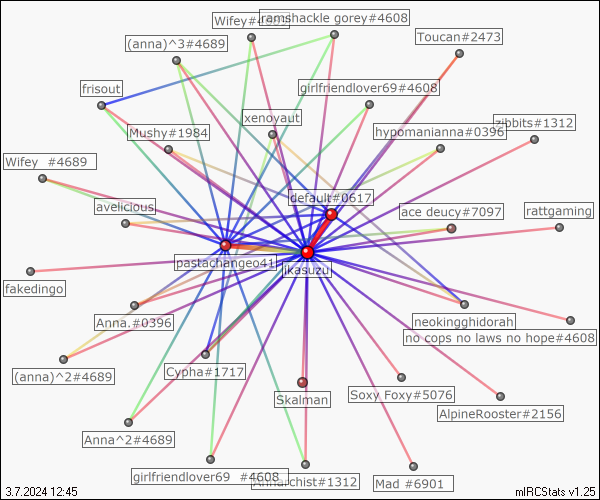 Wifey#4689
ramshackle gorey#4608
(anna)^3#4689
Toucan#2473
frisout
girlfriendlover69#4608
xenoyaut
zibbits#1312
Mushy#1984
hypomanianna#0396
Wifey  #4689
default#0617
avelicious
ace deucy#7097
rattgaming
pastachangeo41
jikasuzu
fakedingo
Anna.#0396
neokingghidorah
no cops no laws no hope#4608
(anna)^2#4689
Cypha#1717
Skalman
Soxy Foxy#5076
AlpineRooster#2156
Anna^2#4689
girlfriendlover69  #4608
Annarchist#1312
Mad #6901
3.7.2024 12:45
mIRCStats v1.25